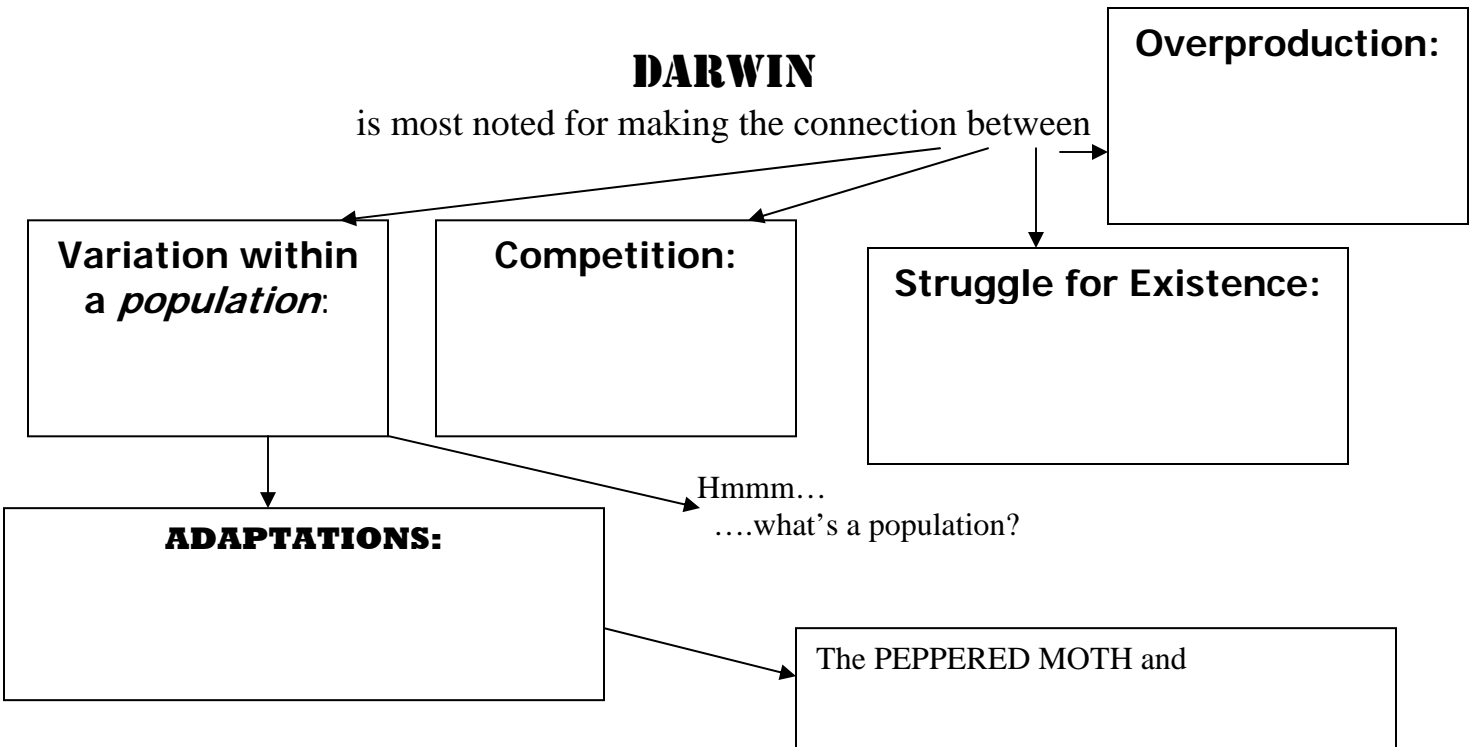 DARWIN
is most noted for making the connection between
Overproduction:
Variation within
a population:
Competition:
Struggle for Existence:
Hmmm…
….what's a population?
ADAPTATIONS:
The PEPPERED MOTH and